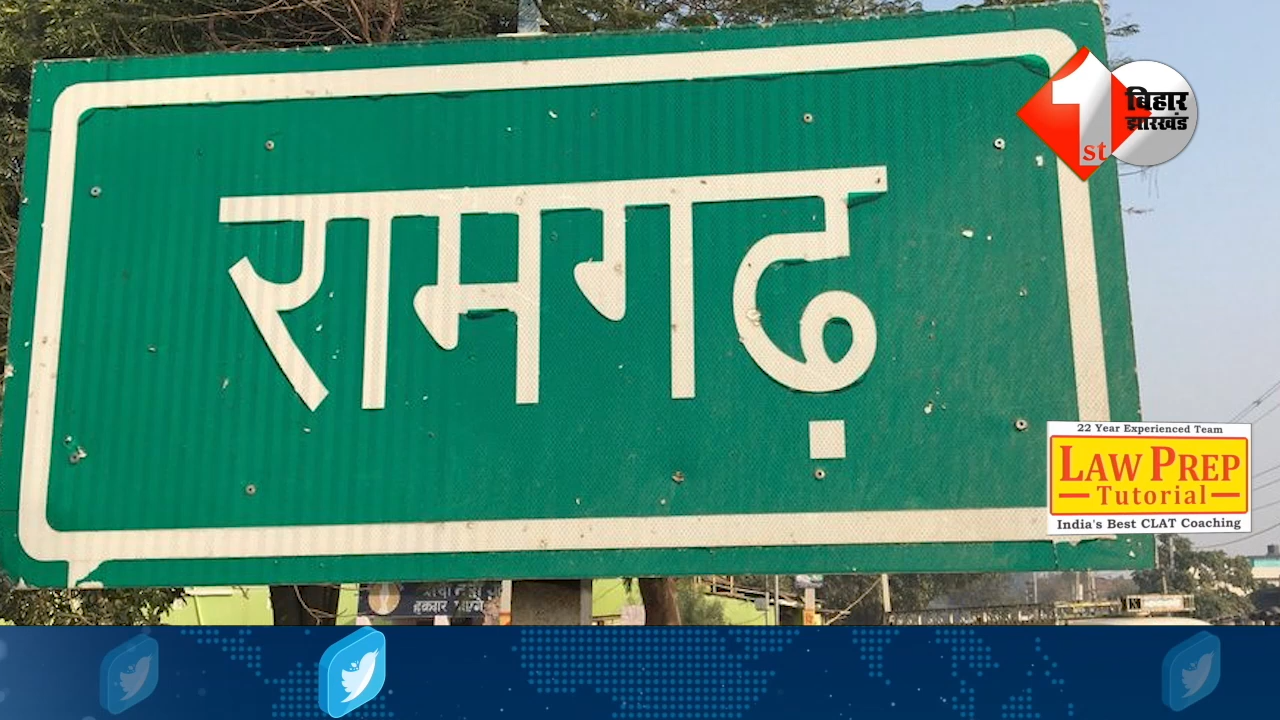 रामगढ़
1st
बिहार
झारखंड
22 Year Experienced Team
LAW PREP
Tutorial
India's Best CLAT Coaching